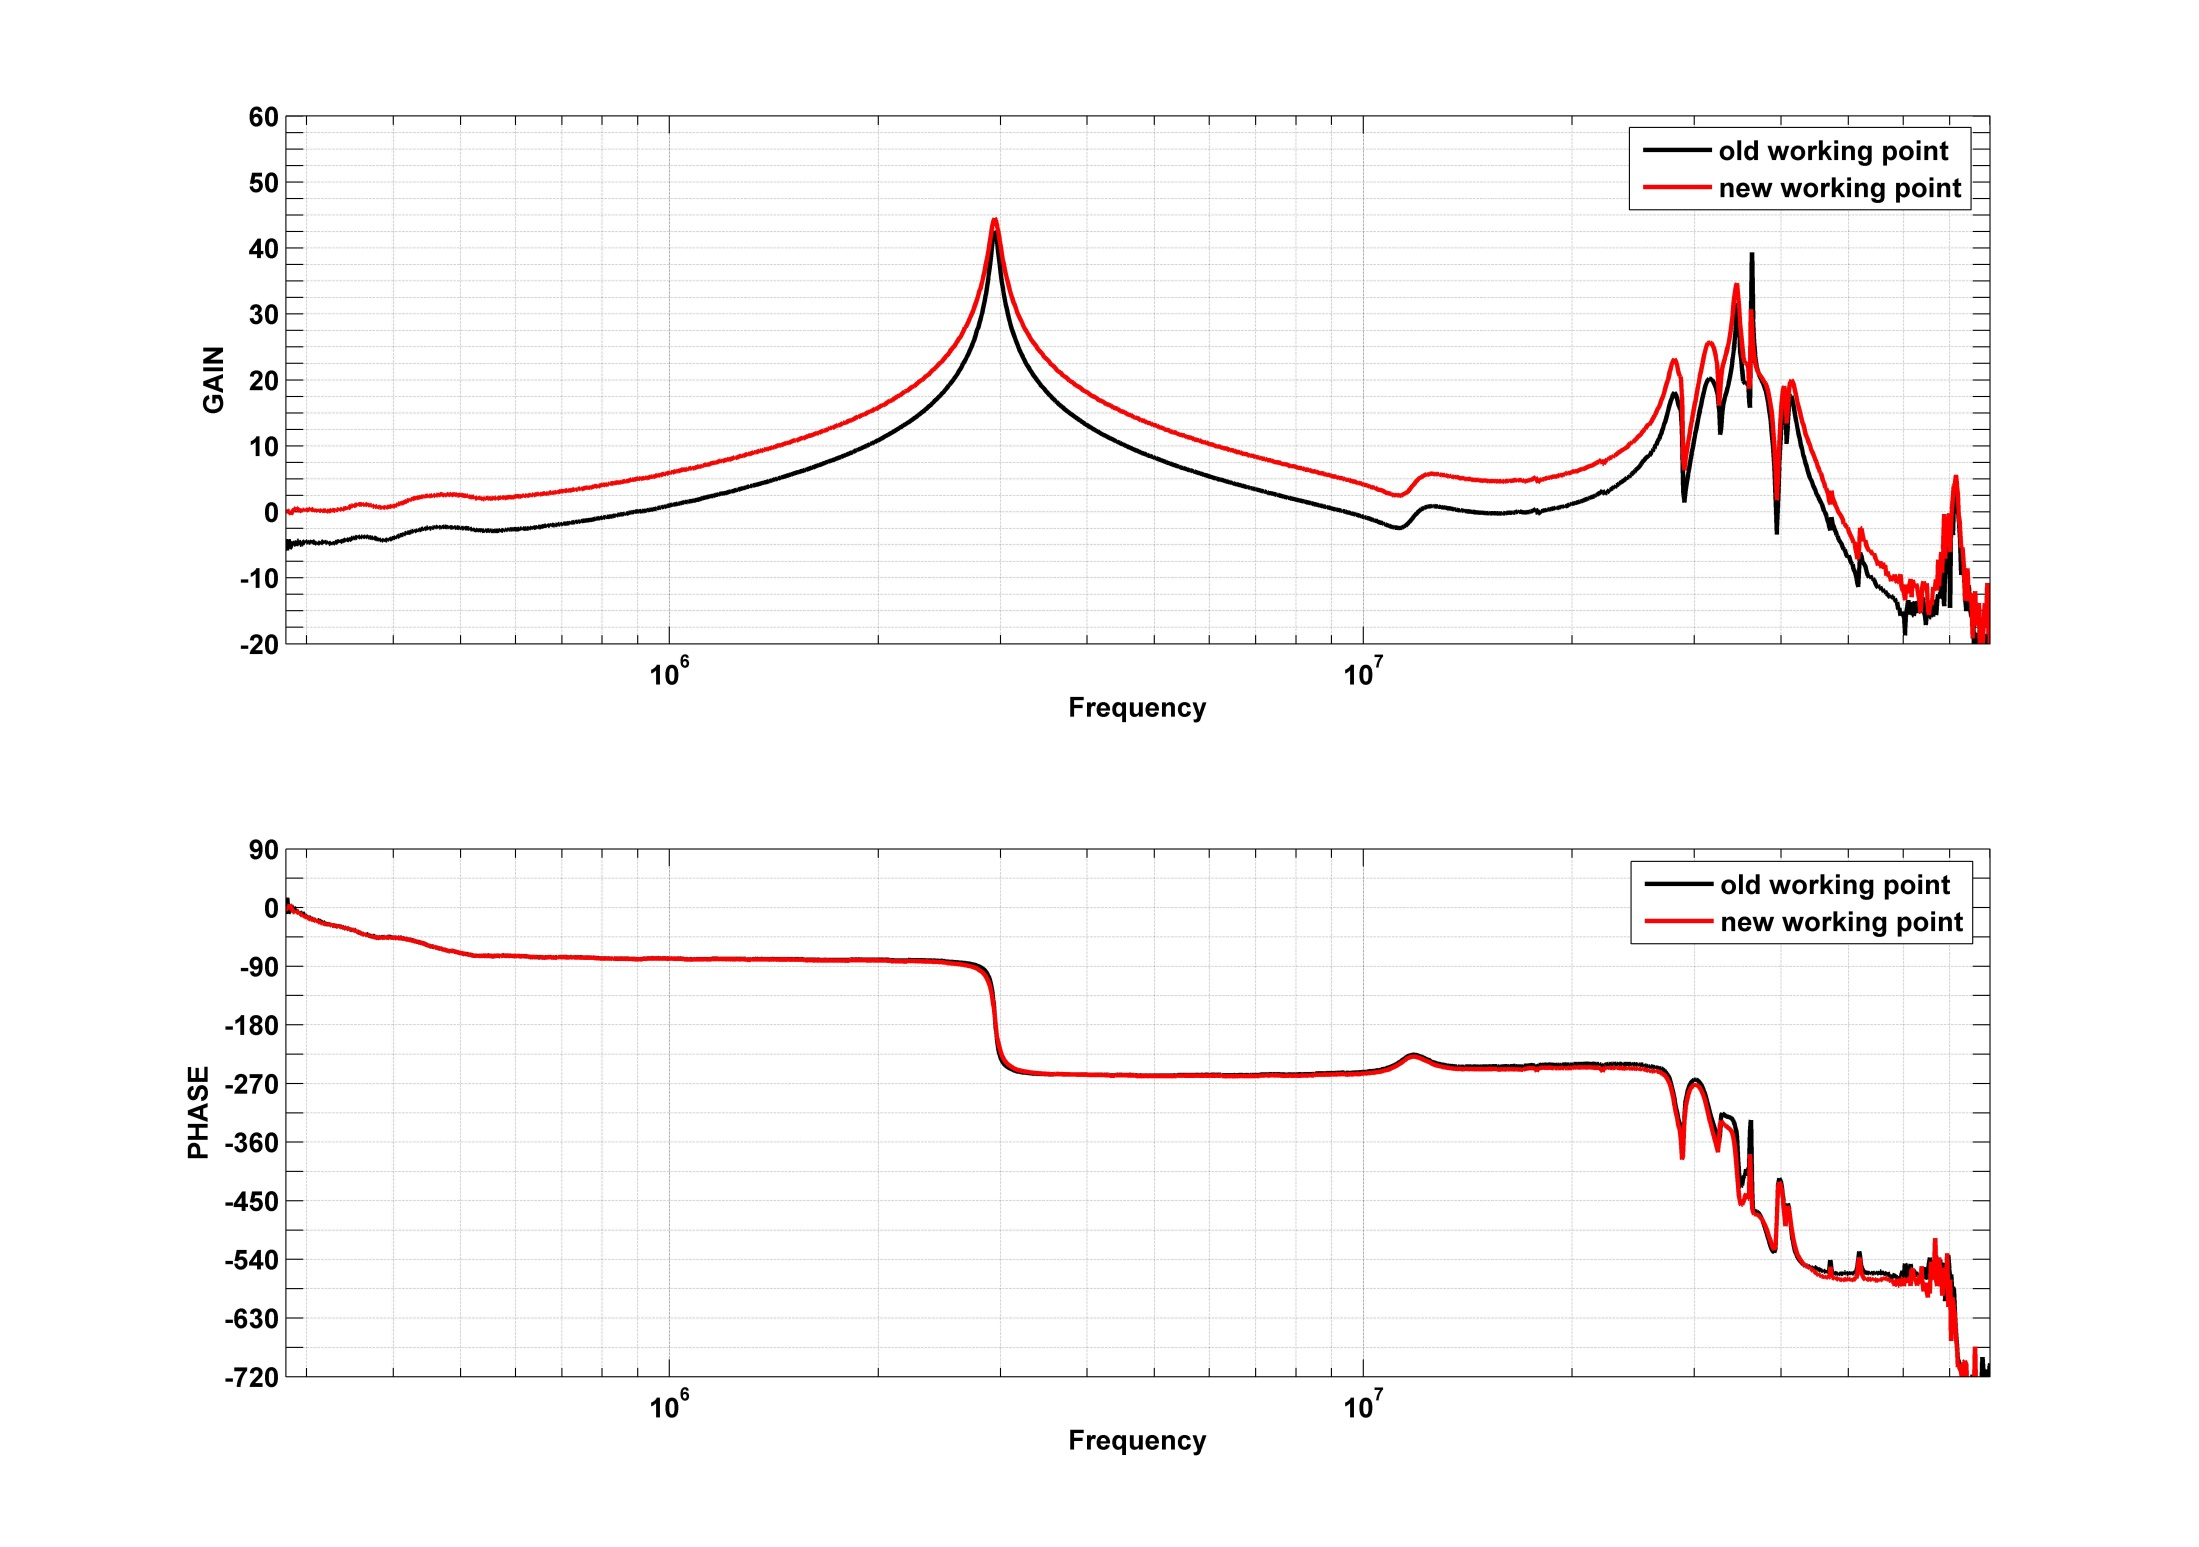 60
50
40
30
20
10
0
-10
-20
GAIN
old working point
new working point
10^6
10^7
Frequency
90
0
-90
-180
-270
-360
-450
-540
-630
-720
PHASE
old working point
new working point
10^6
10^7
Frequency